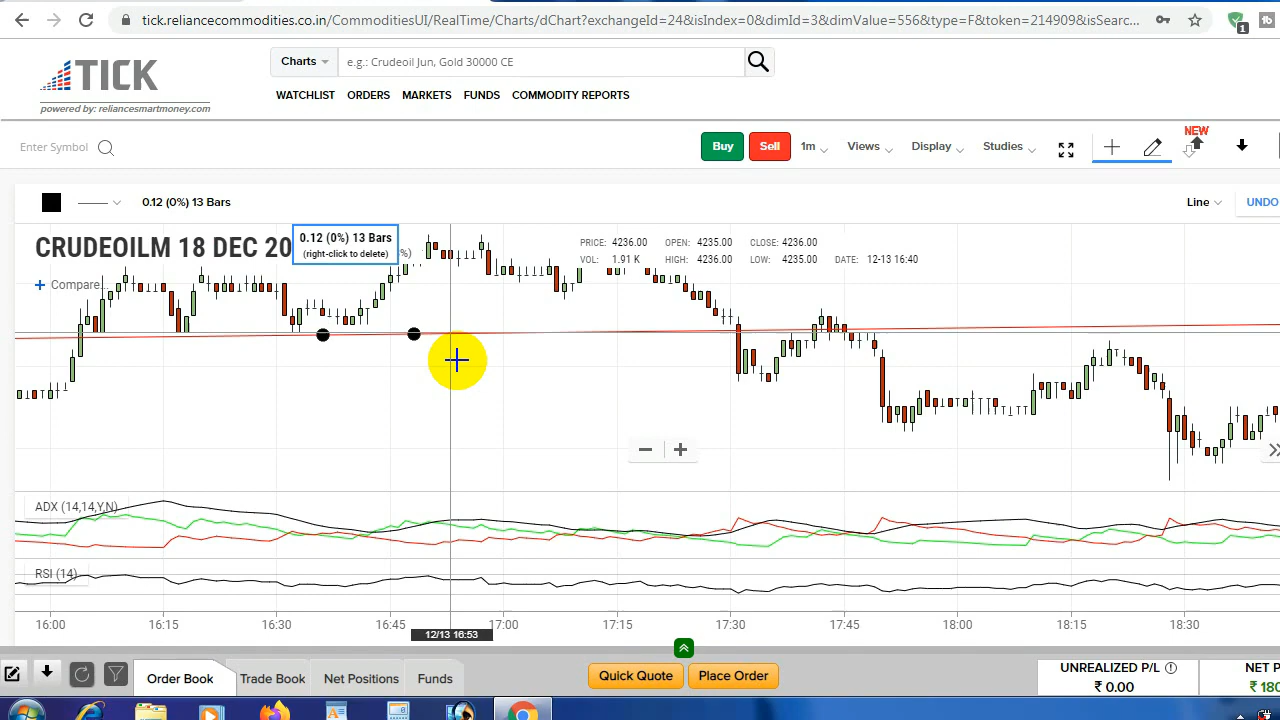 tick.reliancecommodities.co.in/CommoditiesUI/RealTime/Charts/dChart?exchangeId=24&isIndex=0&dimId=3&dimValue=556&type=F&token=214909&isSearc...
1
TICK
powered by: reliancesmartmoney.com
Charts
e.g.: Crudeoil Jun, Gold 30000 CE
WATCHLIST ORDERS MARKETS FUNDS COMMODITY REPORTS
Enter Symbol
Buy Sell 1m Views Display Studies
NEW
0.12 (0%) 13 Bars
Line UNDO
CRUDEOILM 18 DEC 20
0.12 (0%) 13 Bars
(right-click to delete)
%)
PRICE: 4236.00 OPEN: 4235.00 CLOSE: 4236.00
VOL: 1.91 K HIGH: 4236.00 LOW: 4235.00 DATE: 12-13 16:40
+ Compare...
ADX (14,14,Y,N)
RSI (14)
16:00 16:15 16:30 16:45 17:00 17:15 17:30 17:45 18:00 18:15 18:30
12/13 16:53
Order Book Trade Book Net Positions Funds
Quick Quote Place Order
UNREALIZED P/L
₹ 0.00
NET P
₹ 180